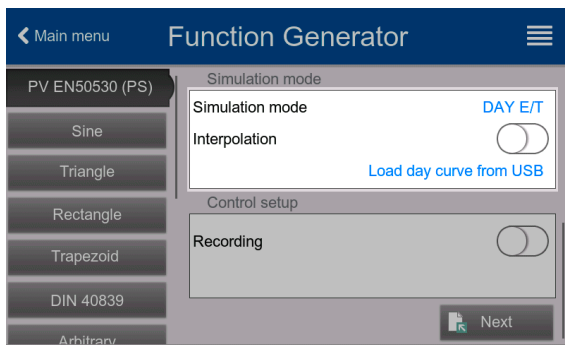 Main menu
Function Generator
PV EN50530 (PS)
Sine
Triangle
Rectangle
Trapezoid
DIN 40839
Arbitrary
Simulation mode
Simulation mode DAY E/T
Interpolation
Load day curve from USB
Control setup
Recording
Next